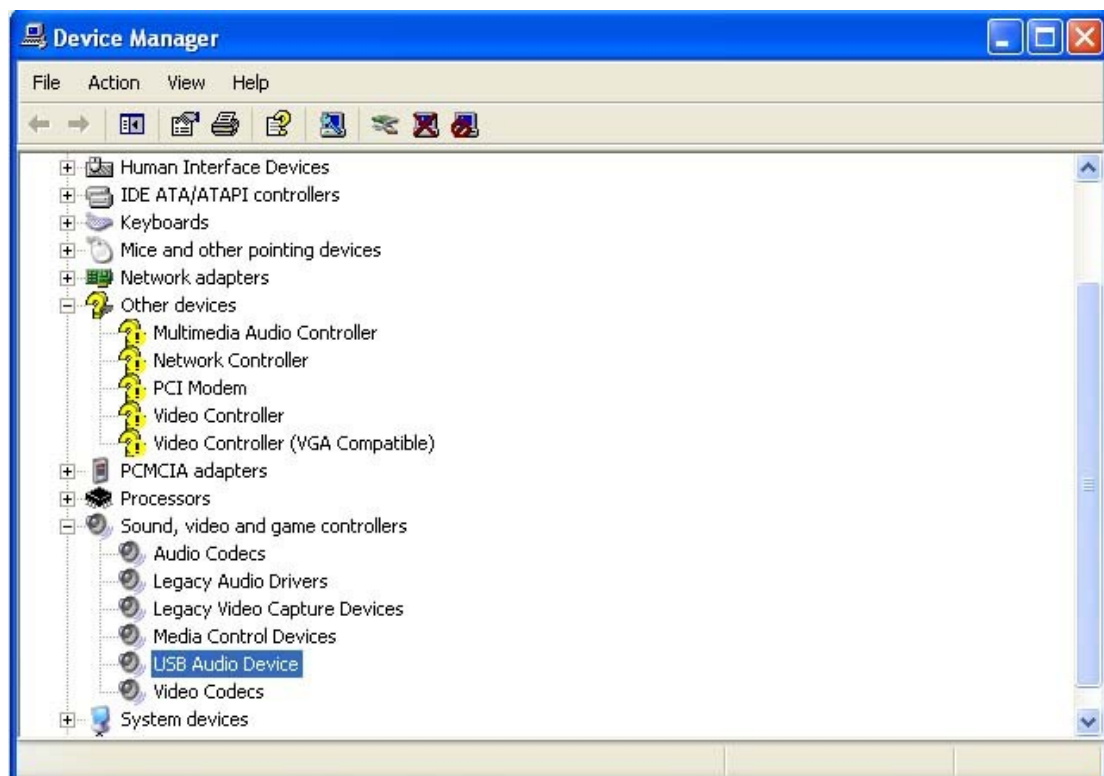 Device Manager
File Action View Help
Human Interface Devices
IDE ATA/ATAPI controllers
Keyboards
Mice and other pointing devices
Network adapters
Other devices
Multimedia Audio Controller
Network Controller
PCI Modem
Video Controller
Video Controller (VGA Compatible)
PCMCIA adapters
Processors
Sound, video and game controllers
Audio Codecs
Legacy Audio Drivers
Legacy Video Capture Devices
Media Control Devices
USB Audio Device
Video Codecs
System devices